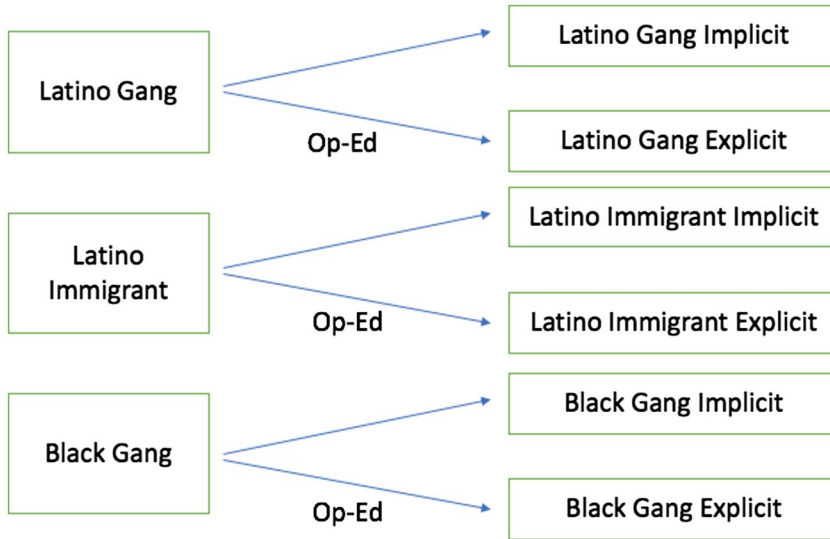 Latino Gang
Latino Gang Implicit
Op-Ed
Latino Gang Explicit
Latino
Immigrant
Latino Immigrant Implicit
Op-Ed
Latino Immigrant Explicit
Black Gang
Black Gang Implicit
Op-Ed
Black Gang Explicit